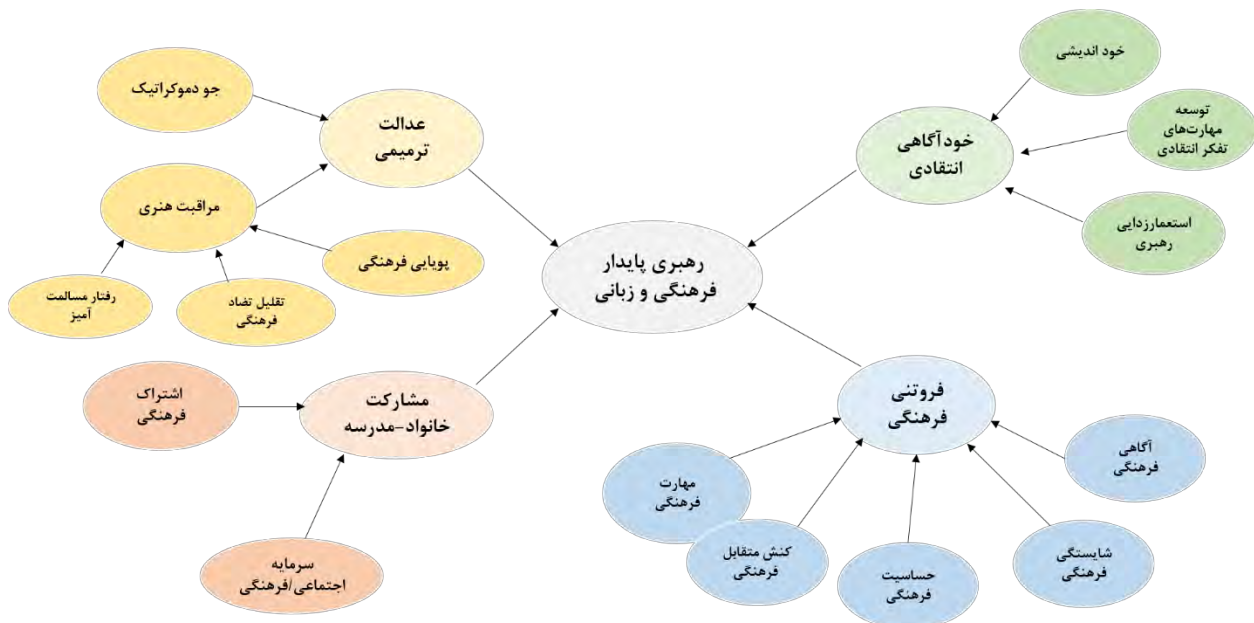 خود اندیشی
توسعه
مهارت‌های
تفکر انتقادی
استعمارزدایی
رهبری
خودآگاهی
انتقادی
جو دموکراتیک
عدالت
ترمیمی
مراقبت هنری
پویایی فرهنگی
تقلیل تضاد
فرهنگی
رفتار مسالمت
آمیز
رهبری پایدار
فرهنگی و زبانی
اشتراک
فرهنگی
مشارکت
خانواد-مدرسه
سرمایه
اجتماعی/فرهنگی
فروتنی
فرهنگی
آگاهی
فرهنگی
شایستگی
فرهنگی
حساسیت
فرهنگی
کنش متقابل
فرهنگی
مهارت
فرهنگی